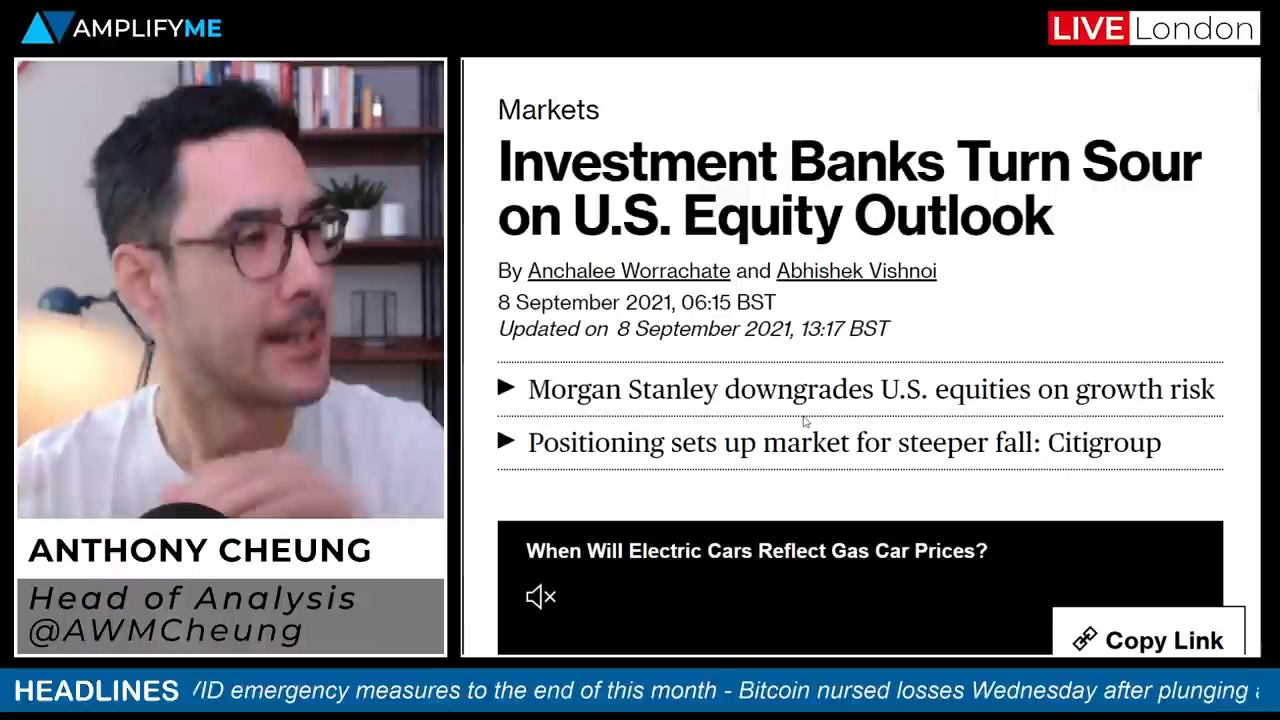 AMPLIFYME
LIVE London
Markets
Investment Banks Turn Sour
on U.S. Equity Outlook
By Anchalee Worrachate and Abhishek Vishnoi
8 September 2021, 06:15 BST
Updated on 8 September 2021, 13:17 BST
Morgan Stanley downgrades U.S. equities on growth risk
Positioning sets up market for steeper fall: Citigroup
When Will Electric Cars Reflect Gas Car Prices?
Copy Link
ANTHONY CHEUNG
Head of Analysis
@AWMCheung
HEADLINES /ID emergency measures to the end of this month - Bitcoin nursed losses Wednesday after plunging